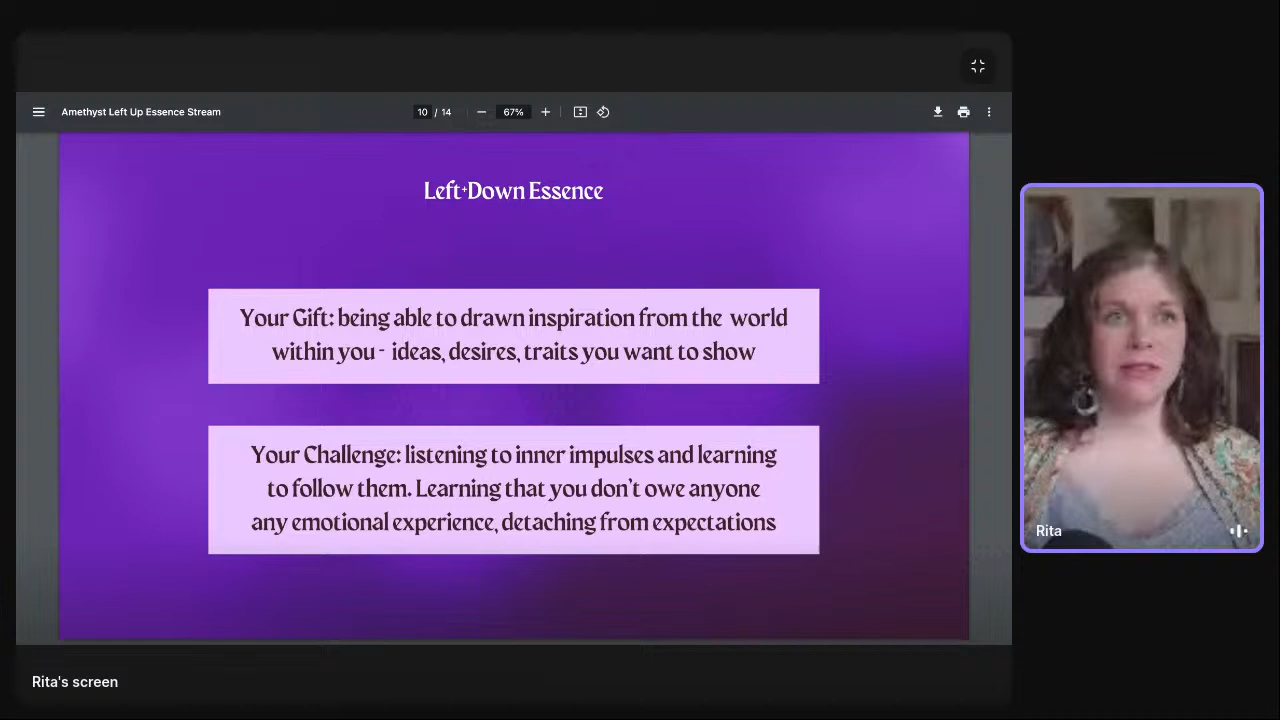 Amethyst Left Up Essence Stream
10 / 14
67%
Left+Down Essence
Your Gift: being able to drawn inspiration from the world
within you - ideas, desires, traits you want to show
Your Challenge: listening to inner impulses and learning
to follow them. Learning that you don't owe anyone
any emotional experience, detaching from expectations
Rita
Rita's screen